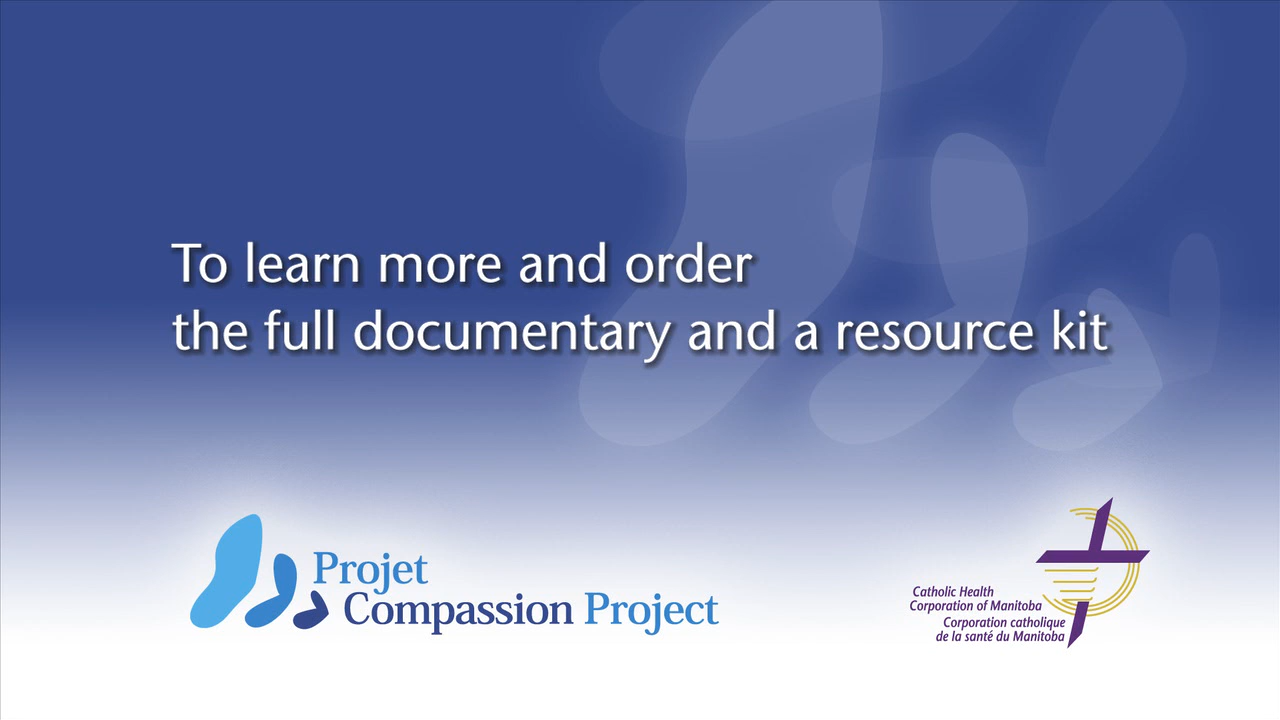 To learn more and order
the full documentary and a resource kit
Projet
Compassion Project
Catholic Health
Corporation of Manitoba
Corporation catholique
de la santé du Manitoba